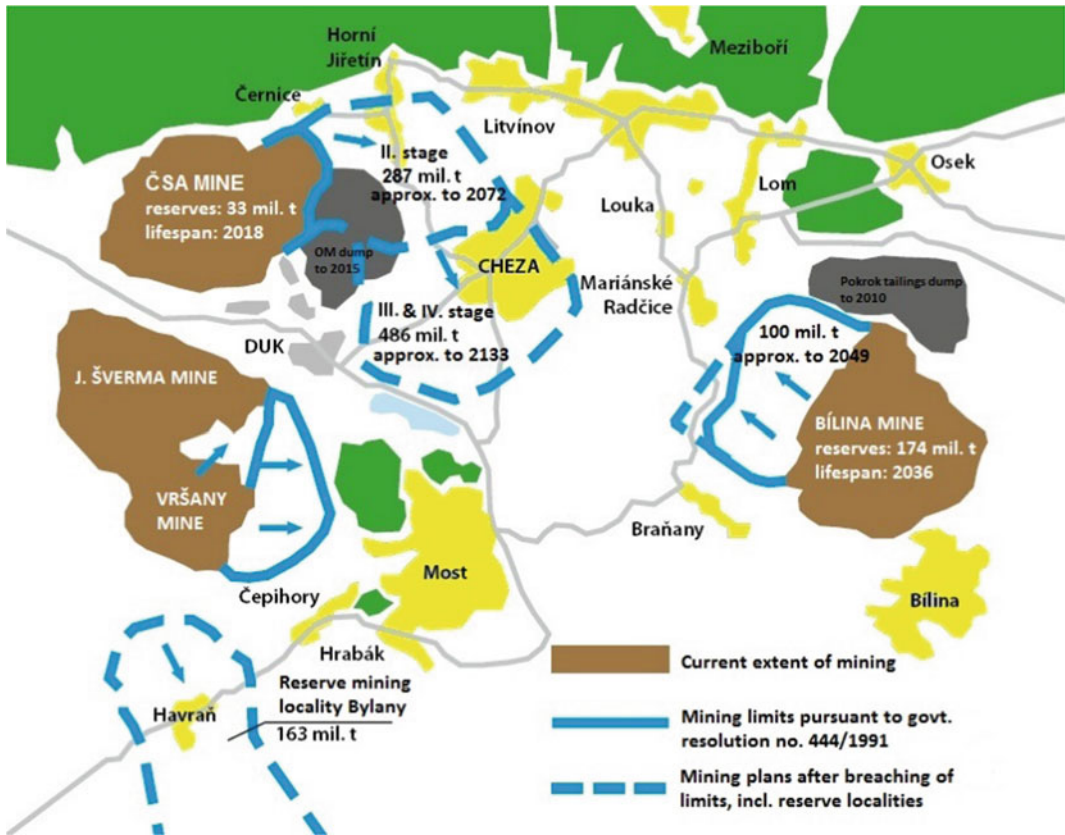 Horní
Jiřetín
Meziboří
Černice
Litvínov
II. stage
287 mil. t
approx. to 2072
Osek
ČSA MINE
reserves: 33 mil. t
lifespan: 2018
Lom
Louka
OM dump
to 2015
CHEZA
Mariánské
Radčice
Pokrok tailings dump
to 2010
III. & IV. stage
486 mil. t
approx. to 2133
100 mil. t
approx. to 2049
DUK
J. ŠVERMA MINE
BÍLINA MINE
reserves: 174 mil. t
lifespan: 2036
VRŠANY
MINE
Braňany
Most
Čepihory
Bílina
Hrabák
Reserve mining
locality Bylany
163 mil. t
Havraň
Current extent of mining
Mining limits pursuant to govt.
resolution no. 444/1991
Mining plans after breaching of
limits, incl. reserve localities